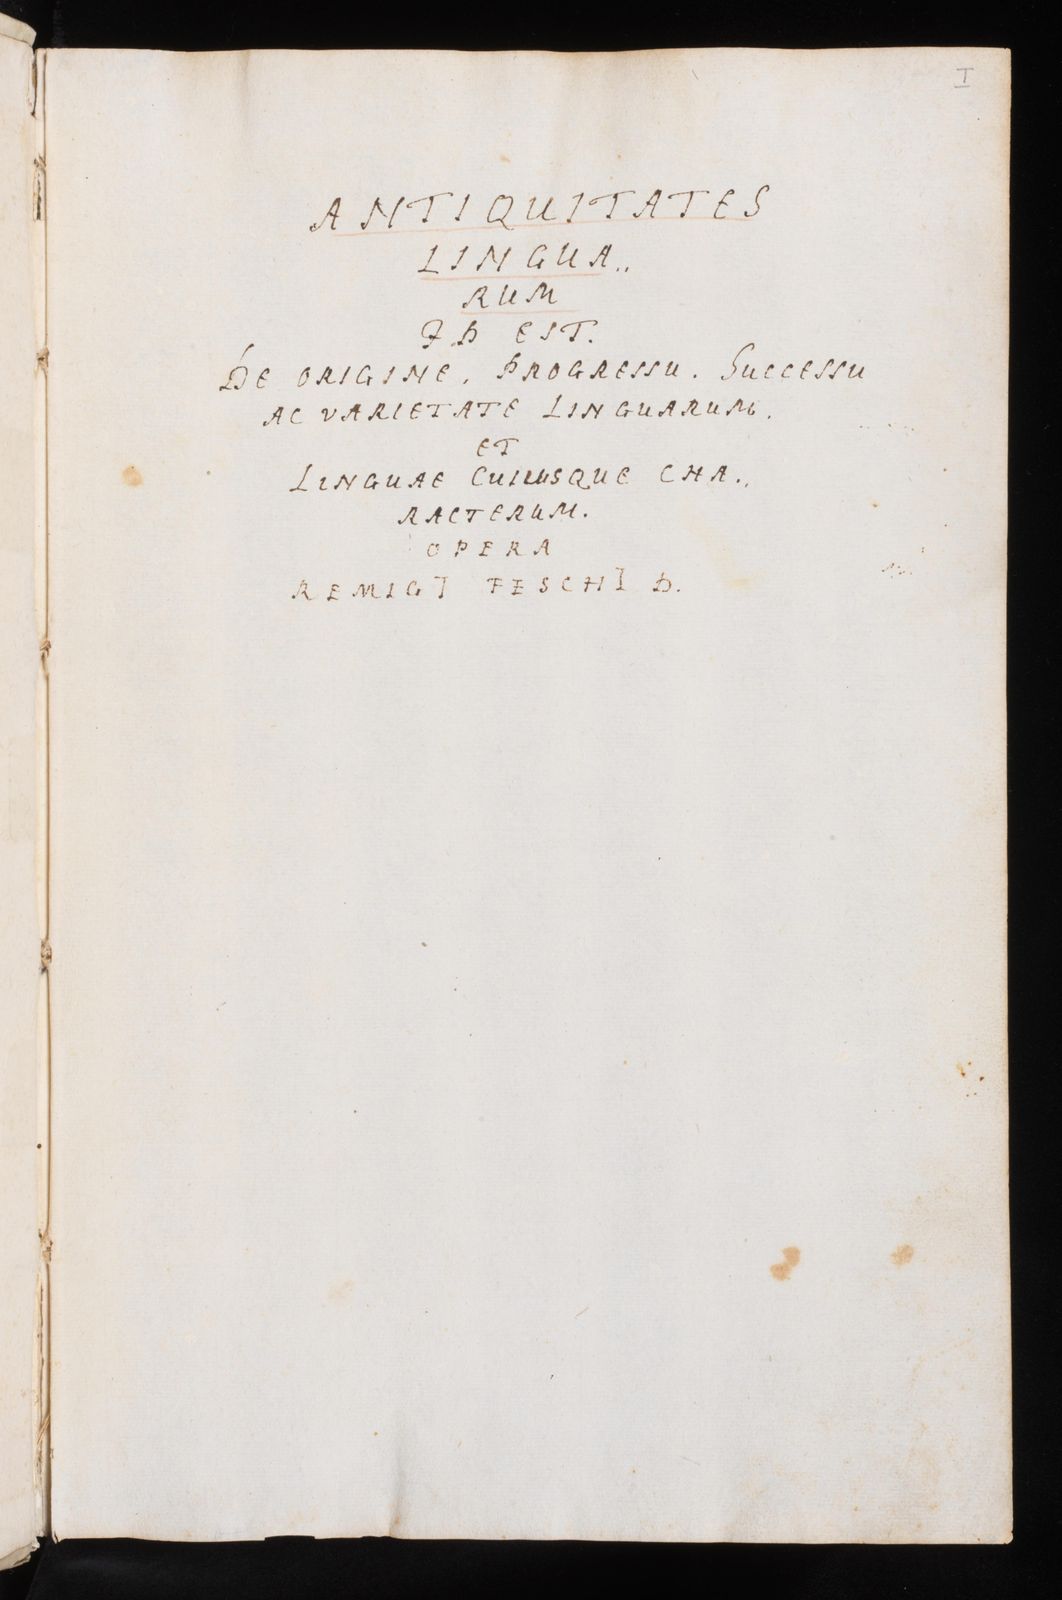 I
ANTIQUITATES
LINGUA..
RUM
ID EST.
DE ORIGINE, PROGRESSU. SUCCESSU
AC VARIETATE LINGUARUM.
ET
LINGUAE CUIUSQUE CHA..
RACTERUM.
OPERA
REMIGI FESCHI D.